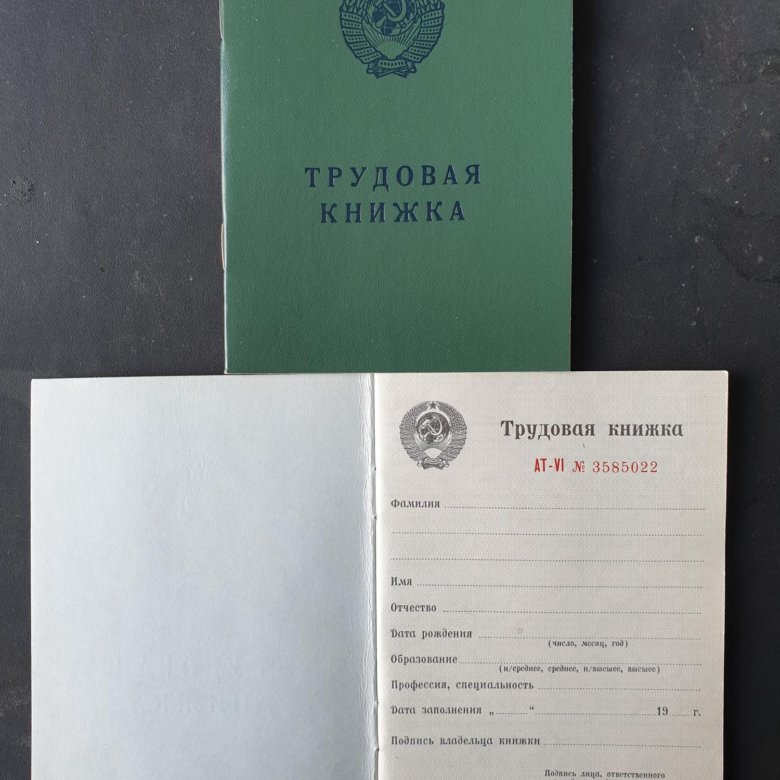 ТРУДОВАЯ
КНИЖКА
Трудовая книжка
АТ-VI № 3585022
Фамилия
Имя
Отчество
Дата рождения
(число, месяц, год)
Образование
(н/среднее, среднее, н/высшее, высшее)
Профессия, специальность
Дата заполнения „ “ 19 г.
Подпись владельца книжки
Подпись лица, ответственного